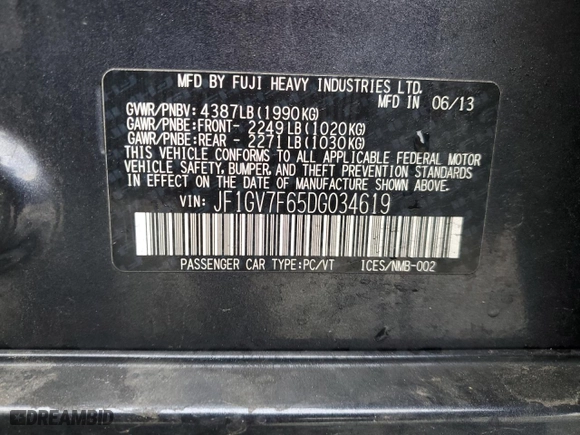 MFD BY FUJI HEAVY INDUSTRIES LTD.
MFD IN 06/13
GVWR/PNBV: 4387LB(1990KG)
GAWR/PNBE:FRONT- 2249LB(1020KG)
GAWR/PNBE:REAR - 2271LB(1030KG)
THIS VEHICLE CONFORMS TO ALL APPLICABLE FEDERAL MOTOR
VEHICLE SAFETY, BUMPER, AND THEFT PREVENTION STANDARDS
IN EFFECT ON THE DATE OF MANUFACTURE SHOWN ABOVE.
VIN: JF1GV7F65DG034619
PASSENGER CAR TYPE:PC/VT ICES/NMB-002
DREAMBID